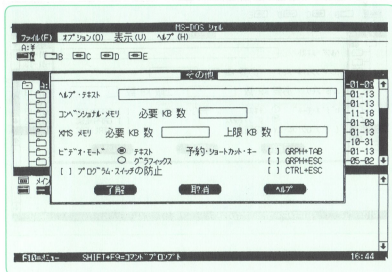 MS-DOS シェル
ファイル(F) オプション(O) 表示(U) ヘルプ(H)
A:¥
A B C D E
その他
ヘルプ・テキスト
コンベンショナル・メモリ 必要 KB 数
XMS メモリ 必要 KB 数 上限 KB 数
ビデオ・モード テキスト 予約・ショートカット・キー [ ] GRPH+TAB
グラフィックス [ ] GRPH+ESC
[ ] プログラム・スイッチの防止 [ ] CTRL+ESC
了解 取消 ヘルプ
-01-13
-01-13
-11-18
-01-09
-01-13
-10-31
-01-13
-05-02
メイン
F10=メニュー SHIFT+F9=コマンド プロンプト 16:44